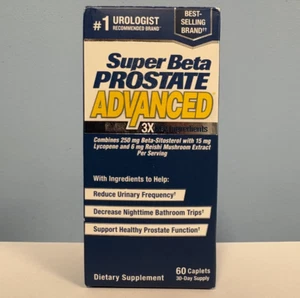 #1 UROLOGIST
RECOMMENDED BRAND*
BEST-
SELLING
BRAND††
Super Beta
PROSTATE
ADVANCED
3X
Combines 250 mg Beta-Sitosterol with 15 mg
Lycopene and 6 mg Reishi Mushroom Extract
Per Serving
With Ingredients to Help:
Reduce Urinary Frequency†
Decrease Nighttime Bathroom Trips†
Support Healthy Prostate Function†
Dietary Supplement
60 Caplets
30-Day Supply